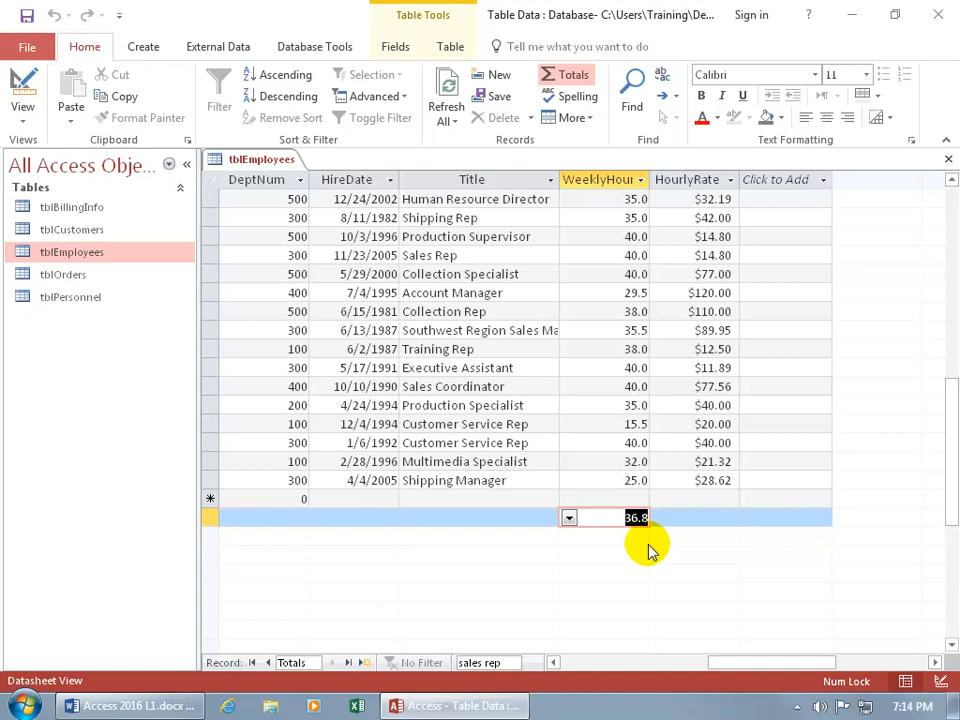 Table Tools
Table Data : Database- C:\Users\Training\De...
Sign in
?
File
Home
Create
External Data
Database Tools
Fields
Table
Tell me what you want to do
View
Views
Paste
Cut
Copy
Format Painter
Clipboard
Filter
Ascending
Descending
Remove Sort
Selection
Advanced
Toggle Filter
Sort & Filter
Refresh All
New
Save
Delete
Totals
Spelling
More
Records
Find
Find
Calibri
11
B I U
A
Text Formatting
All Access Obje...
Tables
tblBillingInfo
tblCustomers
tblEmployees
tblOrders
tblPersonnel
tblEmployees
DeptNum HireDate Title WeeklyHour HourlyRate Click to Add
500 12/24/2002 Human Resource Director 35.0 $32.19
300 8/11/1982 Shipping Rep 35.0 $42.00
500 10/3/1996 Production Supervisor 40.0 $14.80
300 11/23/2005 Sales Rep 40.0 $14.80
500 5/29/2000 Collection Specialist 40.0 $77.00
400 7/4/1995 Account Manager 29.5 $120.00
500 6/15/1981 Collection Rep 38.0 $110.00
300 6/13/1987 Southwest Region Sales Ma 35.5 $89.95
100 6/2/1987 Training Rep 38.0 $12.50
300 5/17/1991 Executive Assistant 40.0 $11.89
400 10/10/1990 Sales Coordinator 40.0 $77.56
200 4/24/1994 Production Specialist 35.0 $40.00
100 12/4/1994 Customer Service Rep 15.5 $20.00
300 1/6/1992 Customer Service Rep 40.0 $40.00
100 2/28/1996 Multimedia Specialist 32.0 $21.32
300 4/4/2005 Shipping Manager 25.0 $28.62
* 0
36.8
Record: Totals No Filter sales rep
Datasheet View
Num Lock
Access 2016 L1.docx ...
Access - Table Data :...
7:14 PM